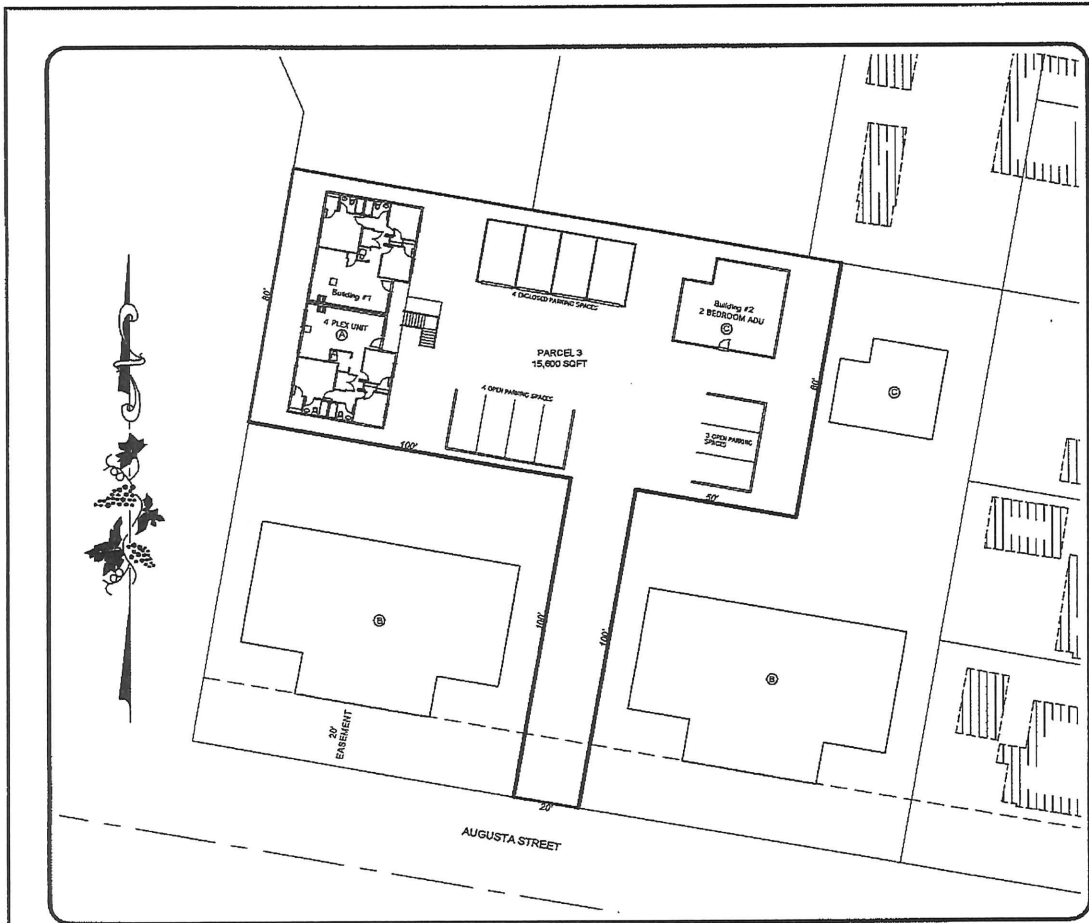 4 ENCLOSED PARKING SPACES
Building #1
Building #2
2 BEDROOM ADU
C
80'
4 PLEX UNIT
A
PARCEL 3
15,600 SQFT
80'
C
4 OPEN PARKING SPACES
3 OPEN PARKING
SPACES
100'
50'
B
100'
100'
B
20'
EASEMENT
20'
AUGUSTA STREET